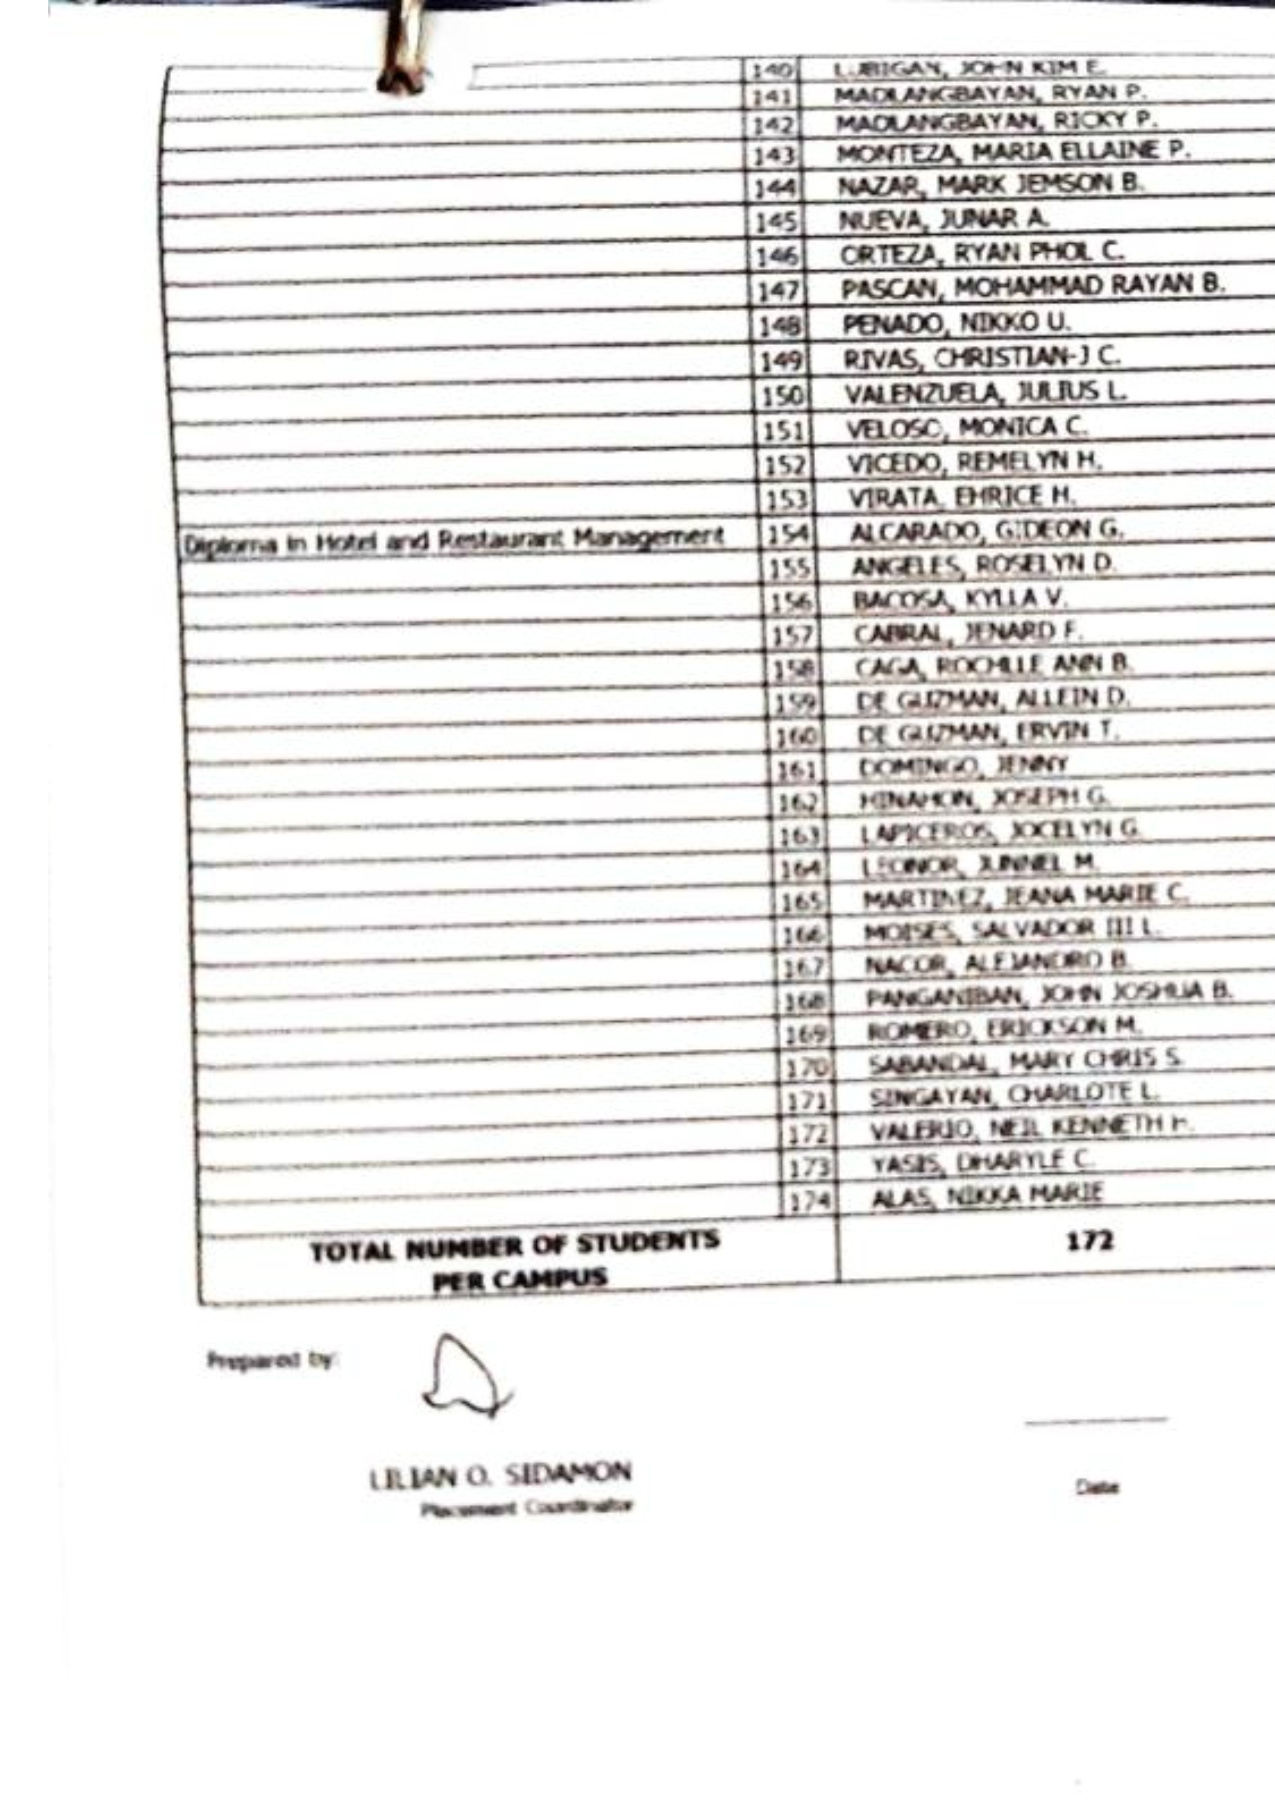 140 LUBIGAN, JOHN KIM E.
141 MADLANGBAYAN, RYAN P.
142 MADLANGBAYAN, RICKY P.
143 MONTEZA, MARIA ELLAINE P.
144 NAZAR, MARK JEMSON B.
145 NUEVA, JUNAR A.
146 ORTEZA, RYAN PHOL C.
147 PASCAN, MOHAMMAD RAYAN B.
148 PENADO, NIKKO U.
149 RIVAS, CHRISTIAN-J C.
150 VALENZUELA, JULIUS L.
151 VELOSO, MONICA C.
152 VICEDO, REMELYN H.
153 VIRATA, EHRICE H.
Diploma in Hotel and Restaurant Management 154 ALCARADO, GIDEON G.
155 ANGELES, ROSELYN D.
156 BACOSA, KYLLA V.
157 CABRAL, JENARD F.
158 CAGA, ROCHLLE ANN B.
159 DE GUZMAN, ALLEIN D.
160 DE GUZMAN, ERVIN T.
161 DOMINGO, JENNY
162 HINAHON, JOSEPH G.
163 LAPICEROS, JOCELYN G.
164 LEONOR, JUNNEL M.
165 MARTINEZ, JEANA MARIE C.
166 MOISES, SALVADOR III L.
167 NACOR, ALEJANDRO B.
168 PANGANIBAN, JOHN JOSHUA B.
169 ROMERO, ERICKSON M.
170 SABANDAL, MARY CHRIS S.
171 SINGAYAN, CHARLOTE L.
172 VALERIO, NEIL KENNETH
173 YASIS, DHARYLE C.
174 ALAS, NIKKA MARIE
TOTAL NUMBER OF STUDENTS 172
PER CAMPUS
Prepared by:
LILIAN O. SIDAMON
Placement Coordinator
Date